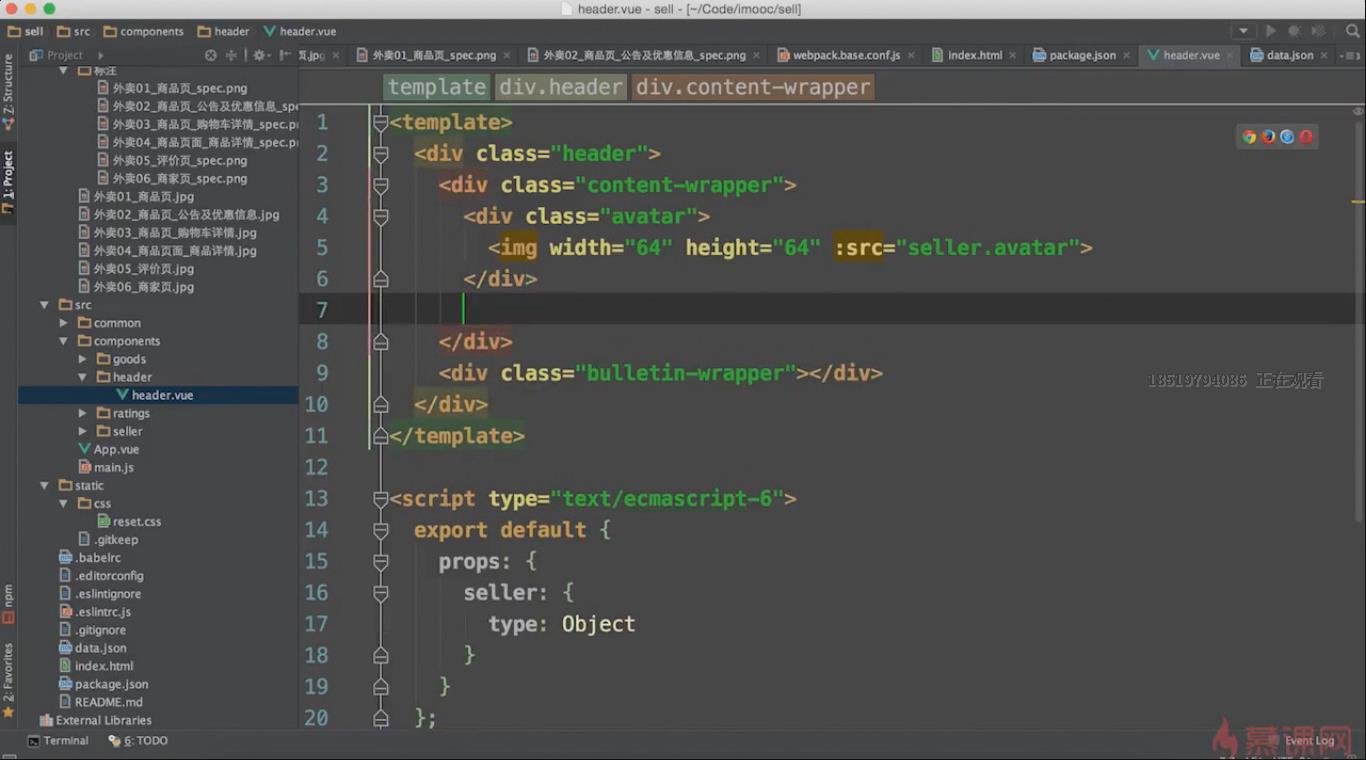 header.vue - sell - [~/Code/imooc/sell]
sell src components header header.vue
Project
页.jpg 外卖01_商品页_spec.png 外卖02_商品页_公告及优惠信息_spec.png webpack.base.conf.js index.html package.json header.vue data.json
Z: Structure
1: Project
npm
2: Favorites
标注
外卖01_商品页_spec.png
外卖02_商品页_公告及优惠信息_spe
外卖03_商品页_购物车详情_spec.pn
外卖04_商品页面_商品详情_spec.pn
外卖05_评价页_spec.png
外卖06_商家页_spec.png
外卖01_商品页.jpg
外卖02_商品页_公告及优惠信息.jpg
外卖03_商品页_购物车详情.jpg
外卖04_商品页面_商品详情.jpg
外卖05_评价页.jpg
外卖06_商家页.jpg
src
common
components
goods
header
header.vue
ratings
seller
App.vue
main.js
static
css
reset.css
.gitkeep
.babelrc
.editorconfig
.eslintignore
.eslintrc.js
.gitignore
data.json
index.html
package.json
README.md
External Libraries
template div.header div.content-wrapper
1 <template>
2 <div class="header">
3 <div class="content-wrapper">
4 <div class="avatar">
5 <img width="64" height="64" :src="seller.avatar">
6 </div>
7
8 </div>
9 <div class="bulletin-wrapper"></div>
10 </div>
11 </template>
12
13 <script type="text/ecmascript-6">
14 export default {
15 props: {
16 seller: {
17 type: Object
18 }
19 }
20 };
18519794086 正在观看
Terminal 6: TODO
Event Log
慕课网